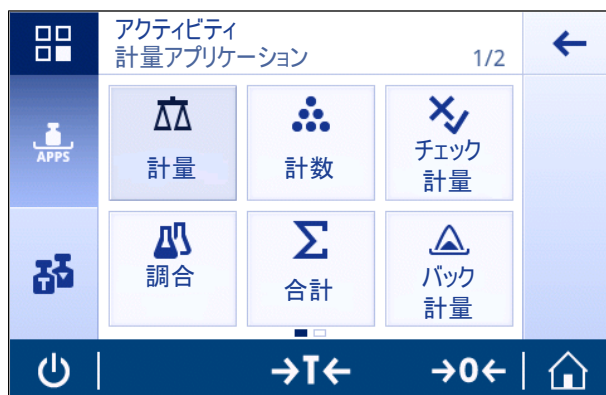 アクティビティ
計量アプリケーション
1/2
APPS
計量
計数
チェック
計量
調合
合計
バック
計量
→T←
→0←